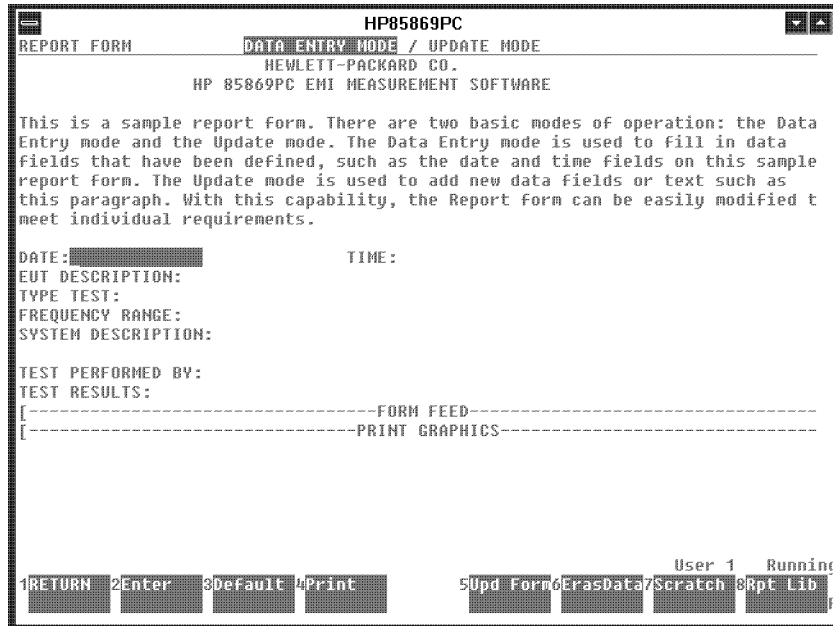 HP85869PC
REPORT FORM DATA ENTRY MODE / UPDATE MODE
HEWLETT-PACKARD CO.
HP 85869PC EMI MEASUREMENT SOFTWARE
This is a sample report form. There are two basic modes of operation: the Data
Entry mode and the Update mode. The Data Entry mode is used to fill in data
fields that have been defined, such as the date and time fields on this sample
report form. The Update mode is used to add new data fields or text such as
this paragraph. With this capability, the Report form can be easily modified t
meet individual requirements.
DATE: TIME:
EUT DESCRIPTION:
TYPE TEST:
FREQUENCY RANGE:
SYSTEM DESCRIPTION:
TEST PERFORMED BY:
TEST RESULTS:
[----------------------------------FORM FEED----------------------------------
[--------------------------------PRINT GRAPHICS-------------------------------
User 1 Running
1RETURN 2Enter 3Default 4Print 5Upd Form6ErasData7Scratch 8Rpt Lib